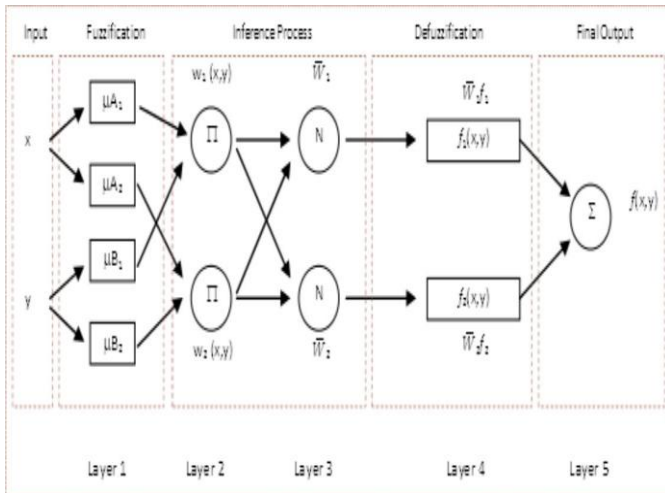 Input Fuzzification Inference Process Defuzzification Final Output
w₁ (x,y) W̅₁
μA₁ Π N W̅₁f₁
x f₁(x,y)
μA₂
Σ f(x,y)
μB₁
y Π N f₂(x,y)
μB₂ w₂ (x,y) W̅₂ W̅₂f₂
Layer 1 Layer 2 Layer 3 Layer 4 Layer 5